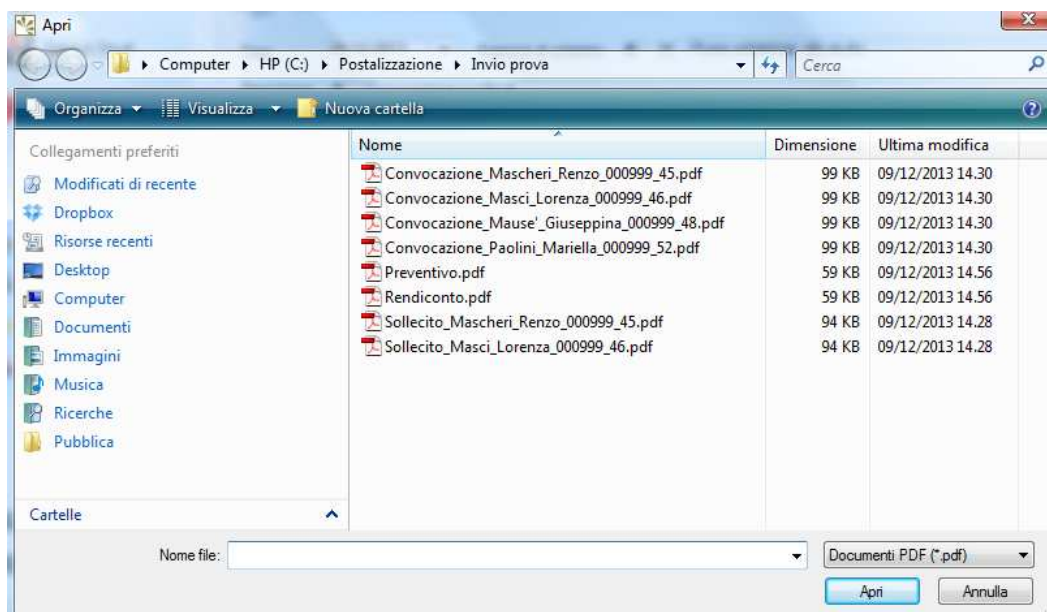 Apri
Computer HP (C:) Postalizzazione Invio prova Cerca
Organizza Visualizza Nuova cartella
Collegamenti preferiti
Modificati di recente
Dropbox
Risorse recenti
Desktop
Computer
Documenti
Immagini
Musica
Ricerche
Pubblica
Cartelle
Nome Dimensione Ultima modifica
Convocazione_Mascheri_Renzo_000999_45.pdf 99 KB 09/12/2013 14.30
Convocazione_Masci_Lorenza_000999_46.pdf 99 KB 09/12/2013 14.30
Convocazione_Mause'_Giuseppina_000999_48.pdf 99 KB 09/12/2013 14.30
Convocazione_Paolini_Mariella_000999_52.pdf 99 KB 09/12/2013 14.30
Preventivo.pdf 59 KB 09/12/2013 14.56
Rendiconto.pdf 59 KB 09/12/2013 14.56
Sollecito_Mascheri_Renzo_000999_45.pdf 94 KB 09/12/2013 14.28
Sollecito_Masci_Lorenza_000999_46.pdf 94 KB 09/12/2013 14.28
Nome file: Documenti PDF (*.pdf)
Apri Annulla